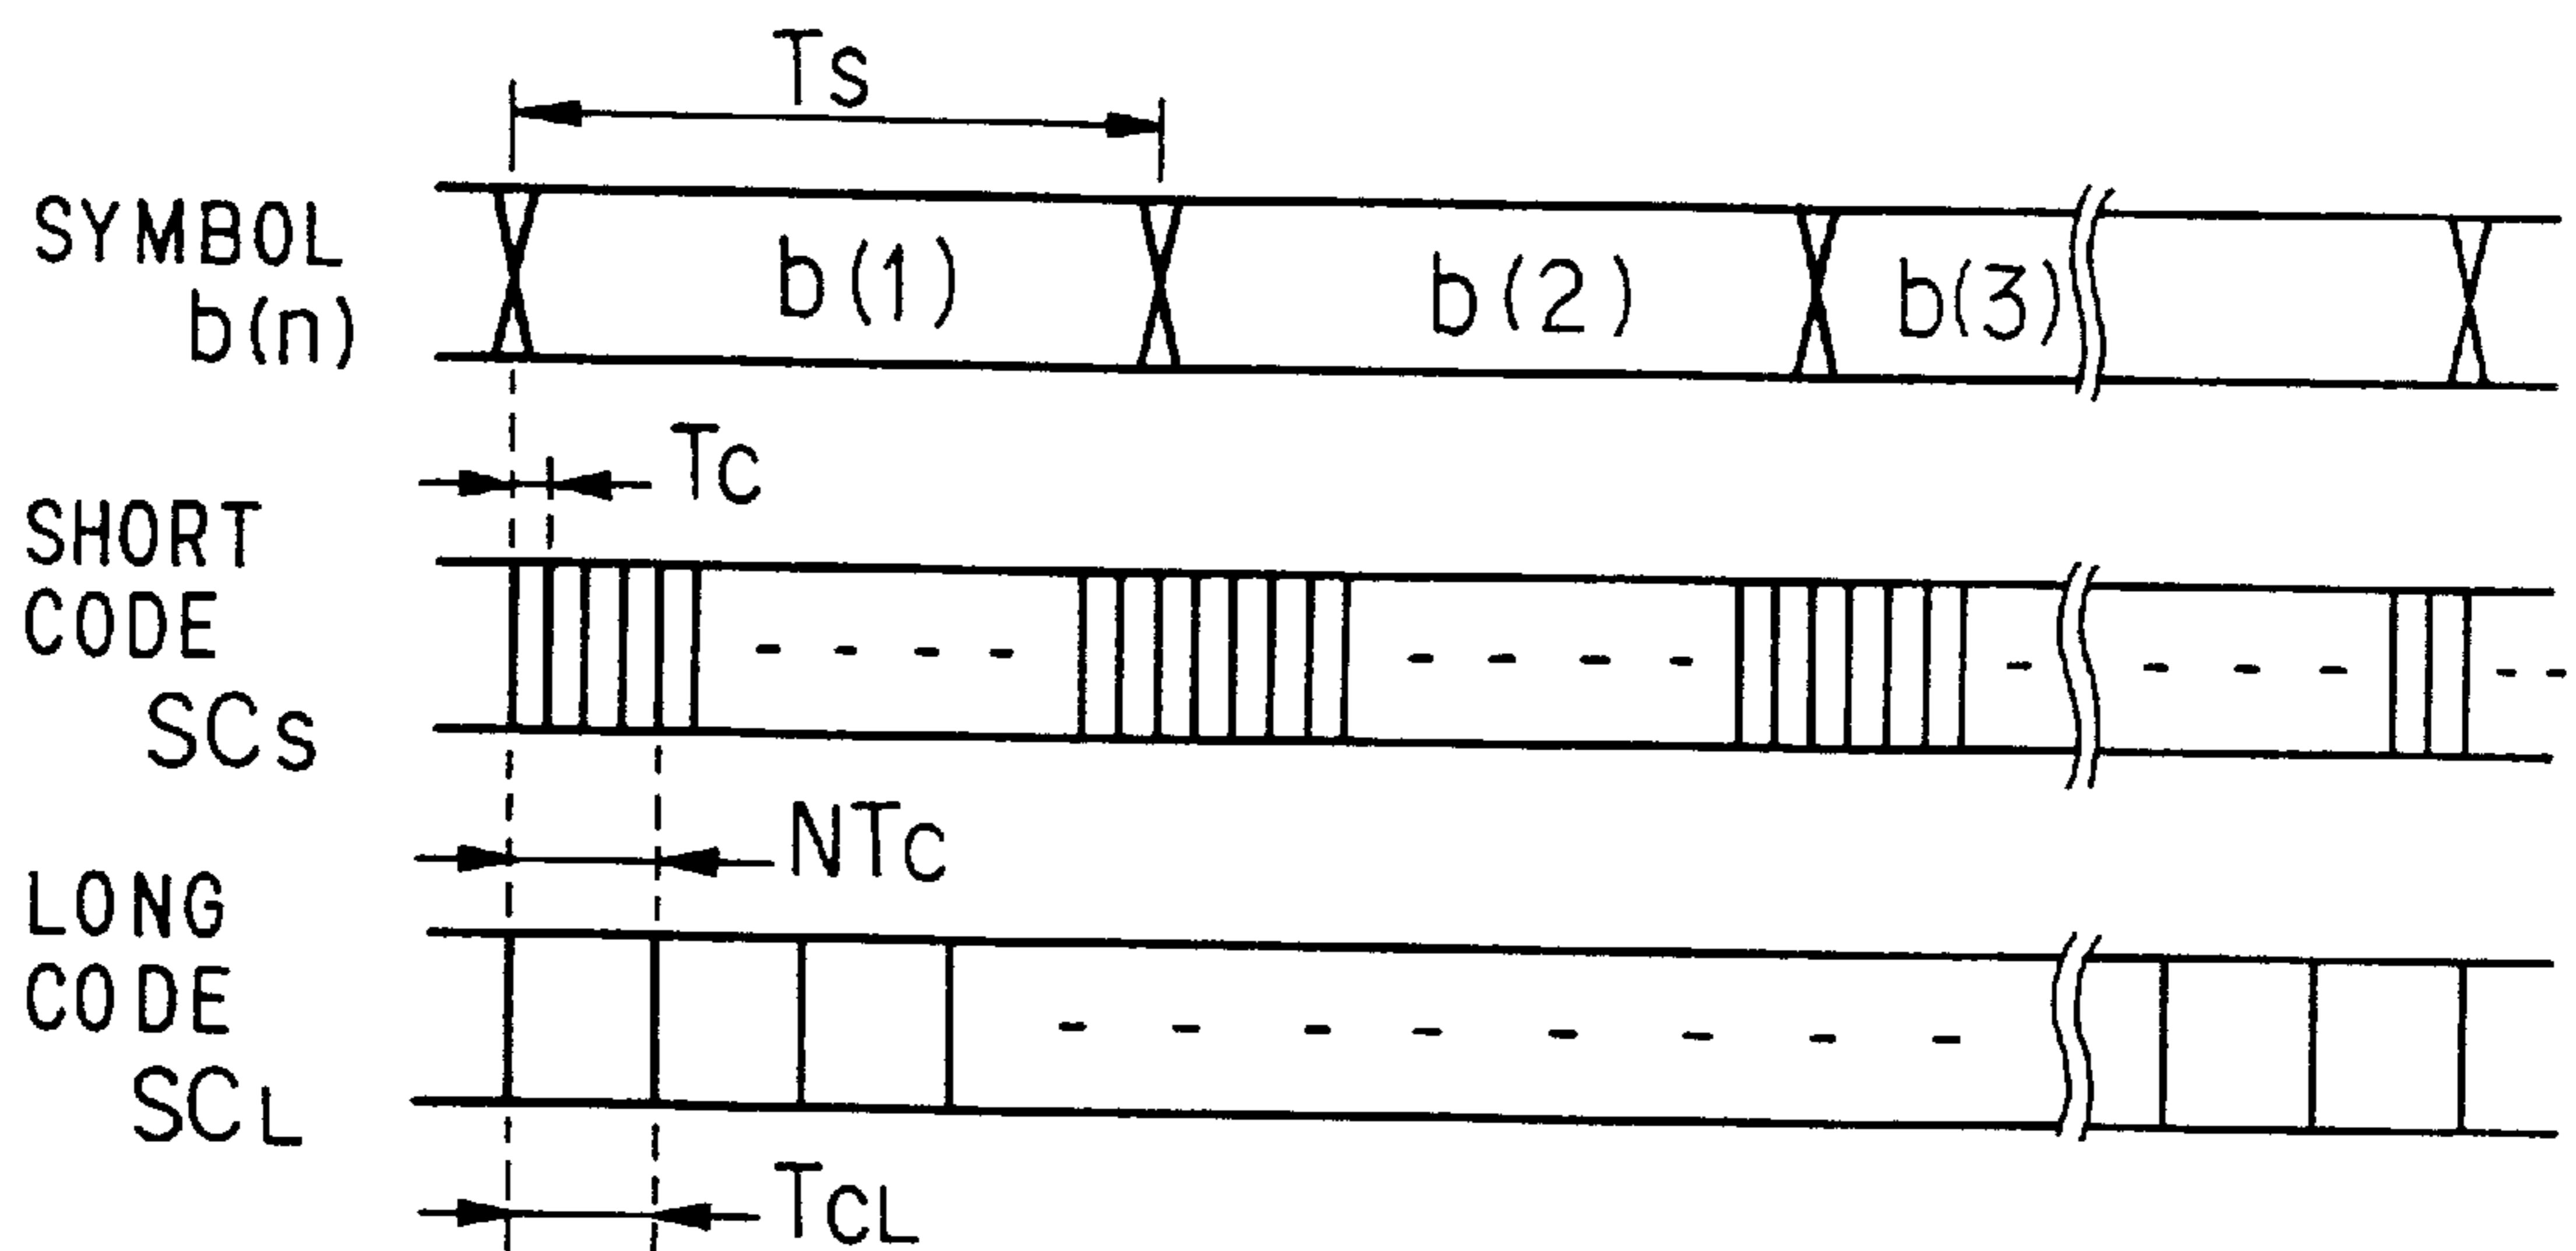 TS
SYMBOL
b(n)
b(1)
b(2)
b(3)
TC
SHORT
CODE
SCS
- - - -
- - - -
- - - -
- -
NTC
LONG
CODE
SCL
- - - - - - - -
TCL